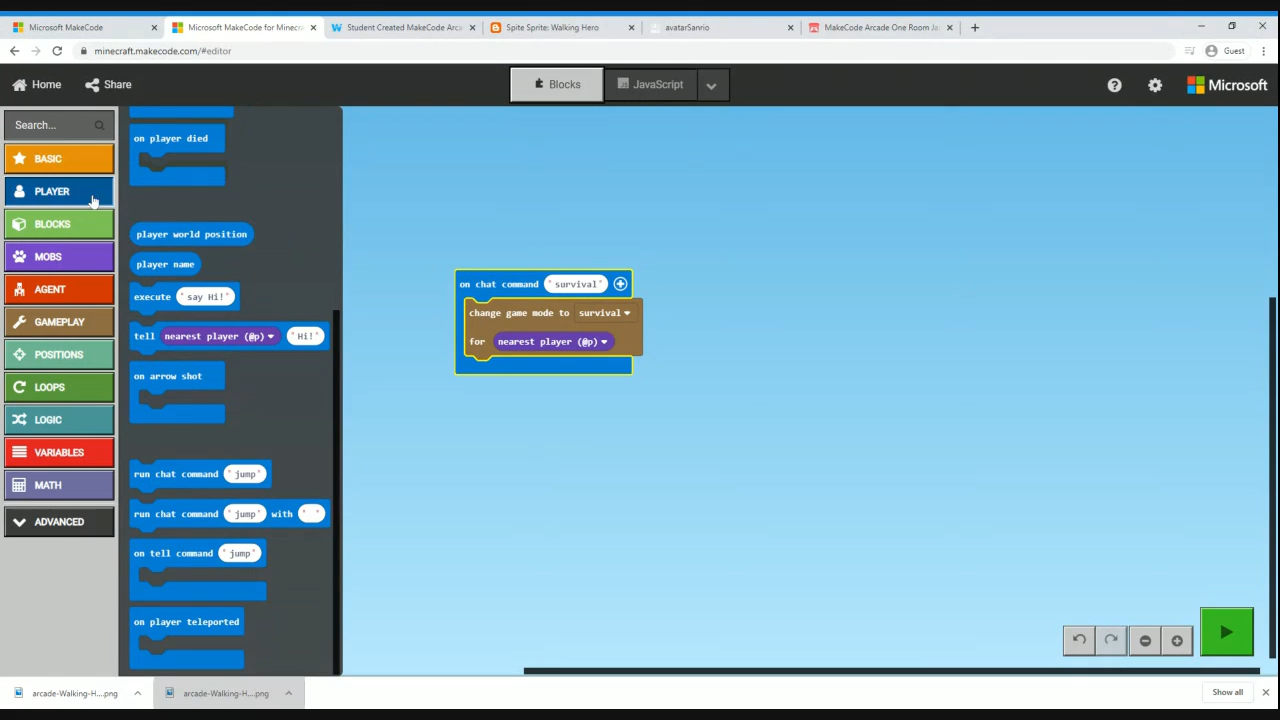 Microsoft MakeCode
Microsoft MakeCode for Minecr
Student Created MakeCode Arc
Spite Sprite: Walking Hero
avatarSanrio
MakeCode Arcade One Room Ja
minecraft.makecode.com/#editor
Guest
Home
Share
Blocks
JavaScript
Microsoft
Search...
BASIC
PLAYER
BLOCKS
MOBS
AGENT
GAMEPLAY
POSITIONS
LOOPS
LOGIC
VARIABLES
MATH
ADVANCED
on player died
player world position
player name
execute "say Hi!"
tell nearest player (@p) "Hi!"
on arrow shot
run chat command "jump"
run chat command "jump" with " "
on tell command "jump"
on player teleported
on chat command "survival"
change game mode to survival
for nearest player (@p)
arcade-Walking-H....png
arcade-Walking-H....png
Show all